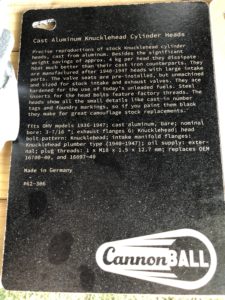 Cast Aluminum Knucklehead Cylinder Heads
Precise reproductions of stock Knucklehead cylinder
heads cast from aluminum. Besides the significant
weight savings of approx. 4 kg per head they dissipate
heat much better than their cast iron counterparts. They
are manufactured after 1940-1947 heads with large intake
ports. The valve seats are pre-installed, but unmachined
and sized for stock intake and exhaust valves. They are
hardened for the use of today's unleaded fuels. Steel
inserts for the head bolts feature factory threads. The
heads show all the small details like cast-in number
tags and foundry markings, so if you paint them black
they make for great camouflage stock replacements.
Fits OHV models 1936-1947; cast aluminum, bare; nominal
bore: 3-7/16 "; exhaust flanges G: Knucklehead; head
bolt-pattern: Knucklehead; intake manifold flanges:
Knucklehead plumber type (1940-1947); oil supply: exter-
nal; plug threads: 1 x M18 x 1.5 x 12.7 mm; replaces OEM
16700-40, and 16697-40
Made in Germany
P62-306
CannonBALL